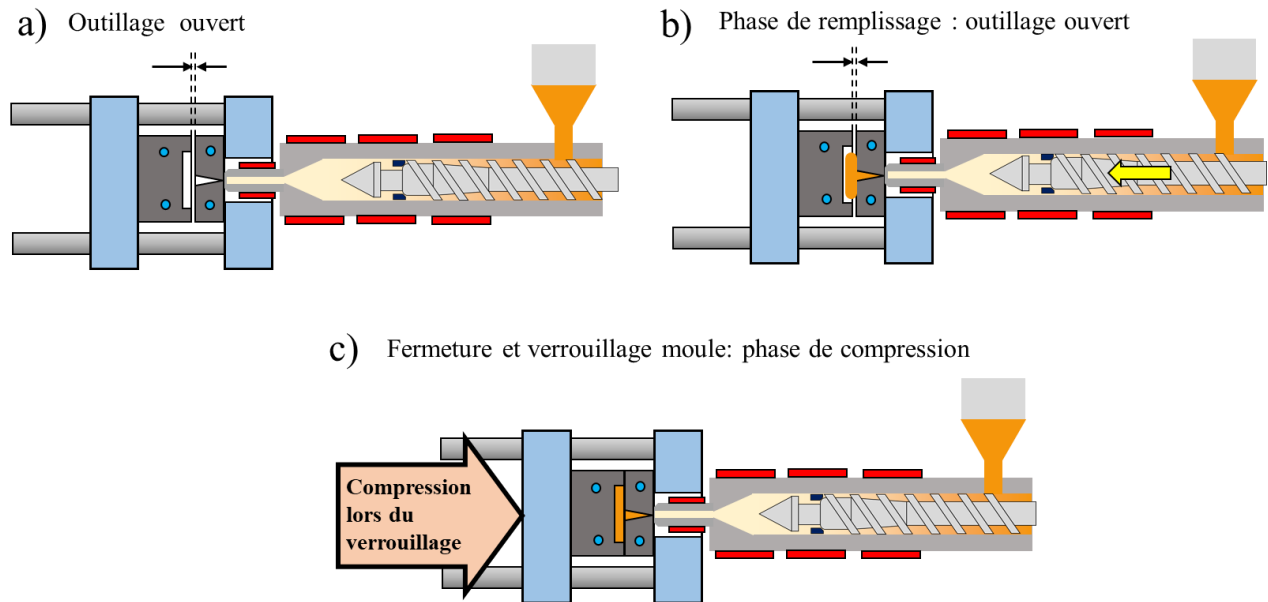 a) Outillage ouvert
b) Phase de remplissage : outillage ouvert
c) Fermeture et verrouillage moule: phase de compression
Compression
lors du
verrouillage